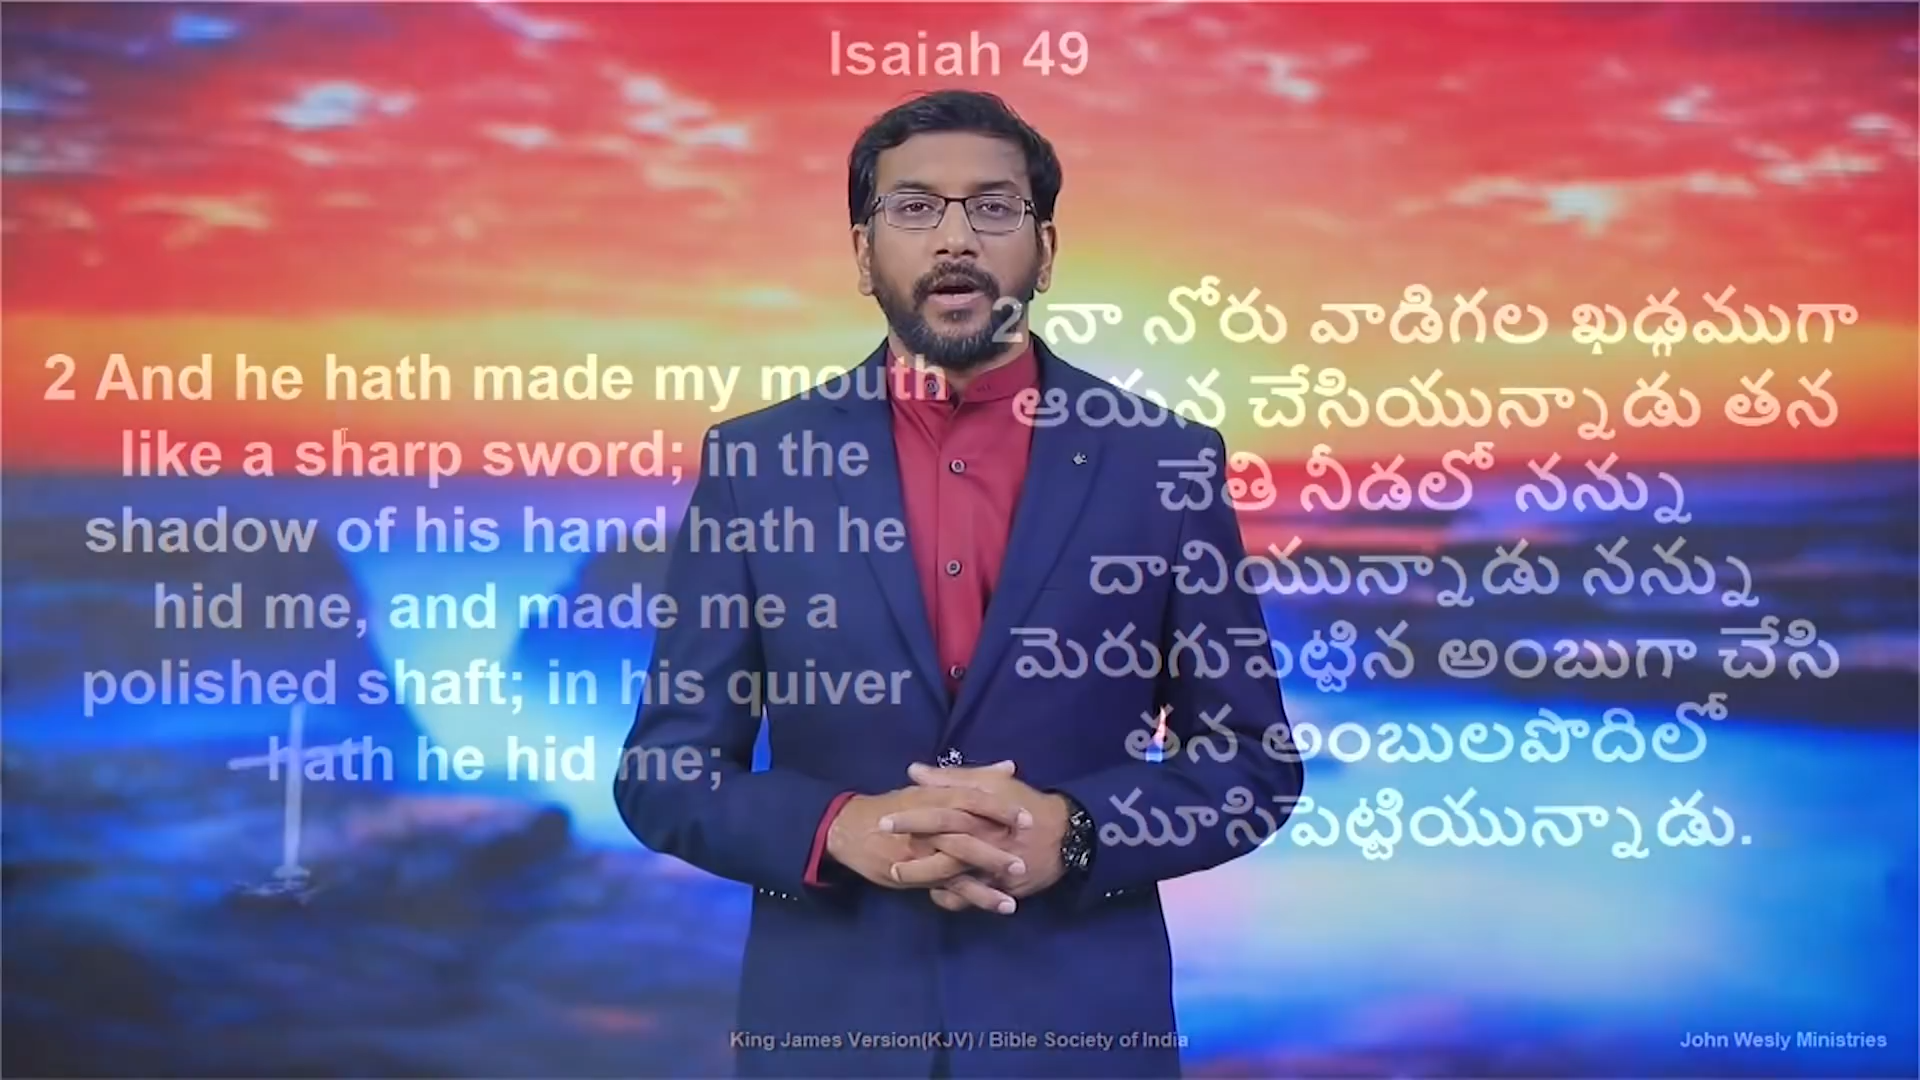 Isaiah 49
2 And he hath made my mouth
like a sharp sword; in the
shadow of his hand hath he
hid me, and made me a
polished shaft; in his quiver
hath he hid me;
2 నా నోరు వాడిగల ఖడ్గముగా
ఆయన చేసియున్నాడు తన
చేతి నీడలో నన్ను
దాచియున్నాడు నన్ను
మెరుగుపెట్టిన అంబుగా చేసి
తన అంబులపొదిలో
మూసిపెట్టియున్నాడు.
King James Version(KJV) / Bible Society of India
John Wesly Ministries